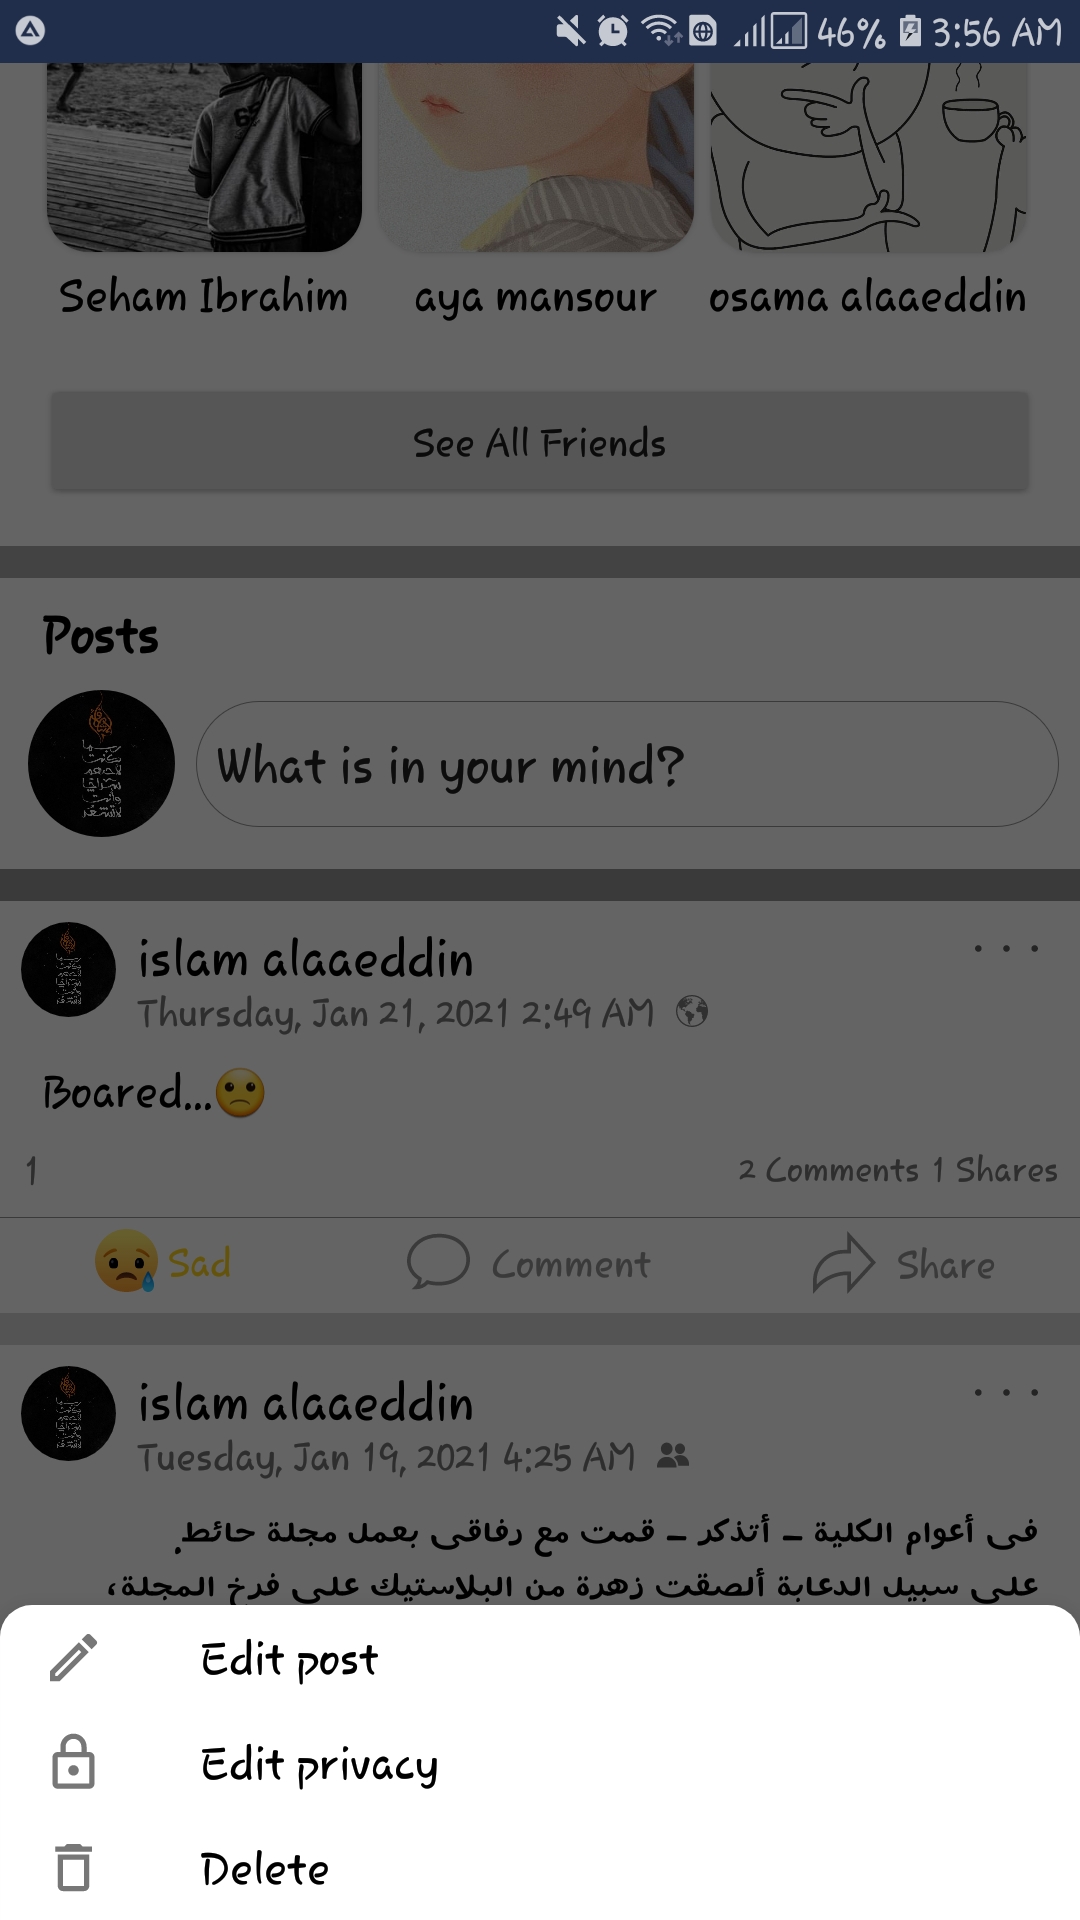 46% 3:56 AM
65
Seham Ibrahim
aya mansour
osama alaaeddin
See All Friends
Posts
What is in your mind?
islam alaaeddin
Thursday, Jan 21, 2021 2:49 AM
Boared...🙁
1
2 Comments 1 Shares
😢 Sad
Comment
Share
islam alaaeddin
Tuesday, Jan 19, 2021 4:25 AM
فى أعوام الكلية – أتذكر – قمت مع رفاقى بعمل مجلة حائط.
على سبيل الدعابة ألصقت زهرة من البلاستيك على فرخ المجلة،
Edit post
Edit privacy
Delete